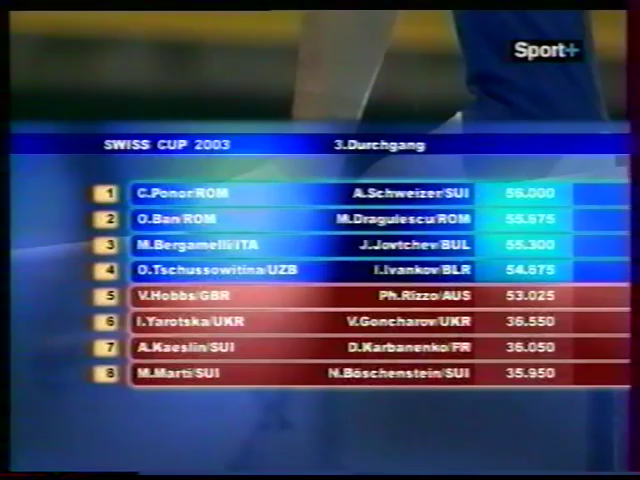 Sport+
SWISS CUP 2003 3.Durchgang
1 C.Ponor/ROM A.Schweizer/SUI 56.000
2 O.Ban/ROM M.Dragulescu/ROM 55.675
3 M.Bergamelli/ITA J.Jovtchev/BUL 55.300
4 O.Tschussowitina/UZB I.Ivankov/BLR 54.675
5 V.Hobbs/GBR Ph.Rizzo/AUS 53.025
6 I.Yarotska/UKR V.Goncharov/UKR 36.550
7 A.Kaeslin/SUI D.Karbanenko/FR 36.050
8 M.Marti/SUI N.Böschenstein/SUI 35.950